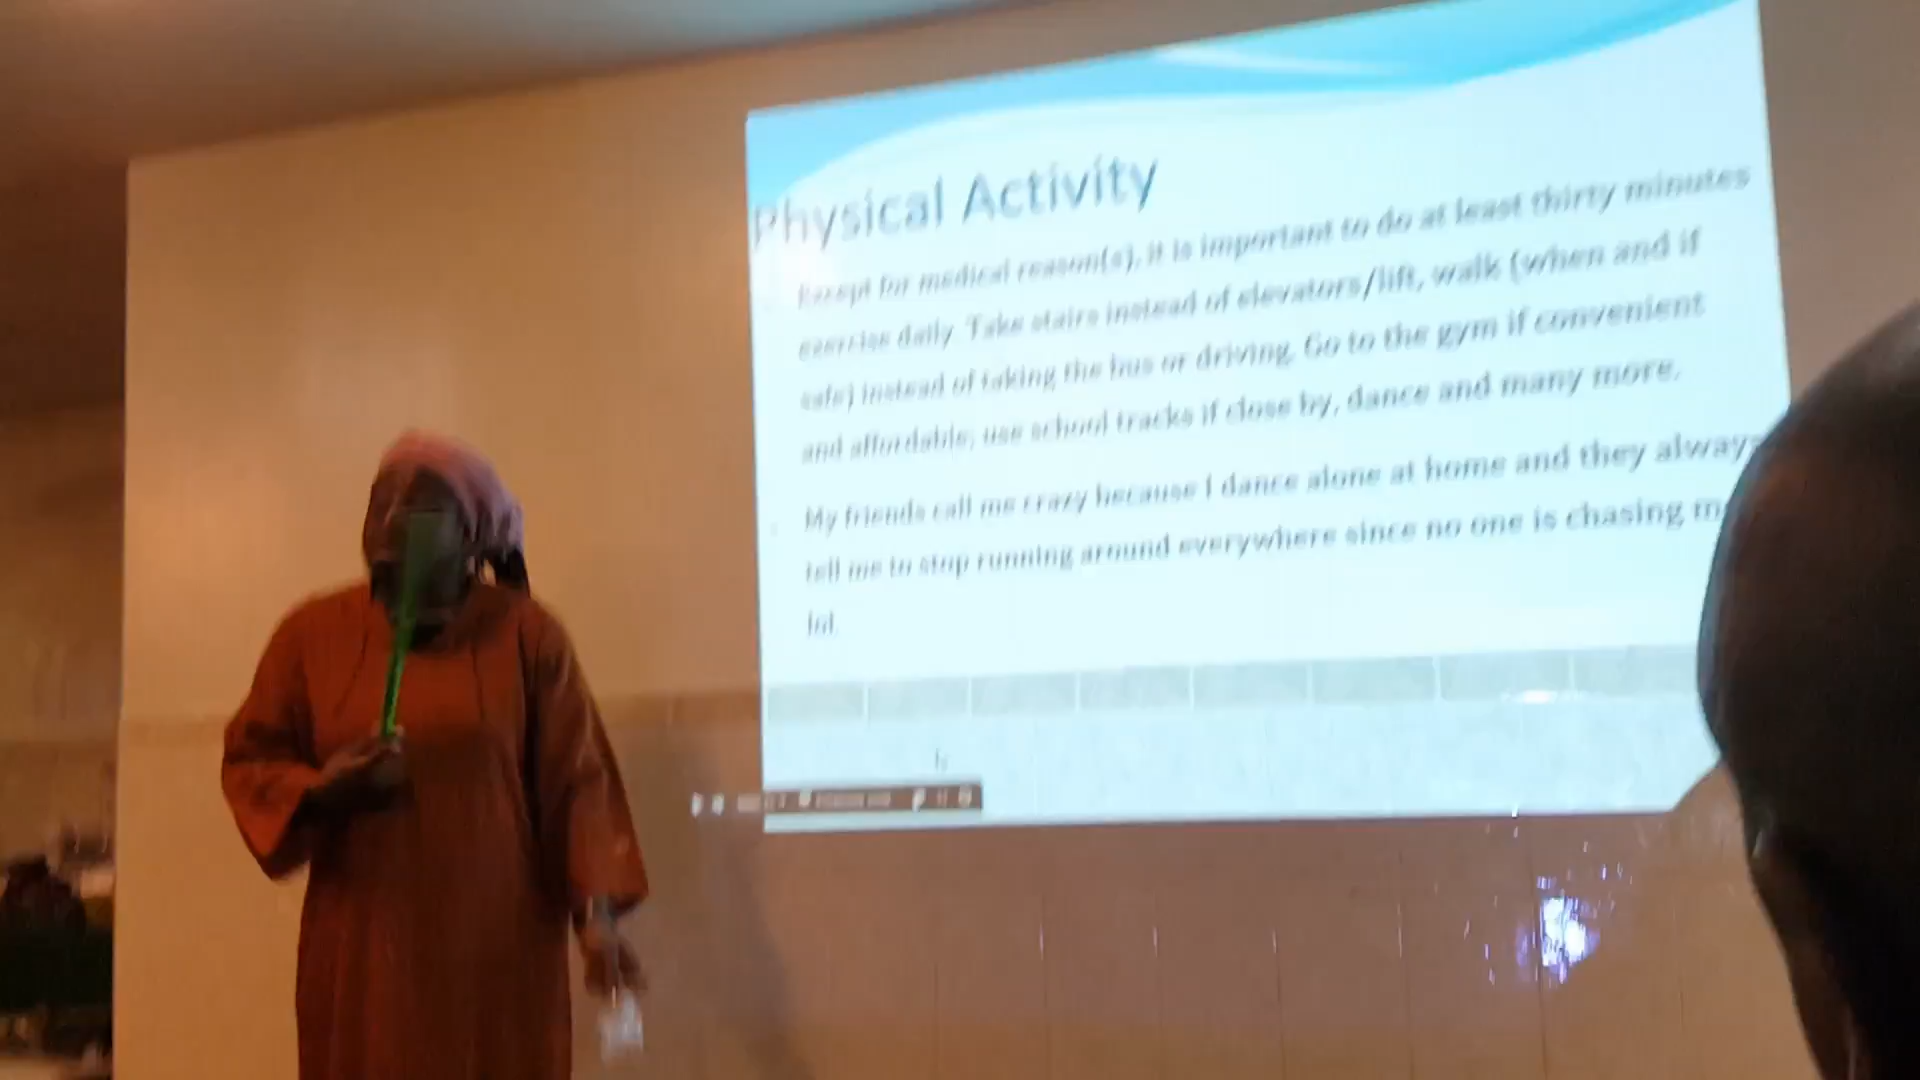 Physical Activity
Except for medical reason(s), it is important to do at least thirty minutes
exercise daily. Take stairs instead of elevators/lift, walk (when and if
safe) instead of taking the bus or driving. Go to the gym if convenient
and affordable; use school tracks if close by, dance and many more.
My friends call me crazy because I dance alone at home and they always
tell me to stop running around everywhere since no one is chasing
lol.